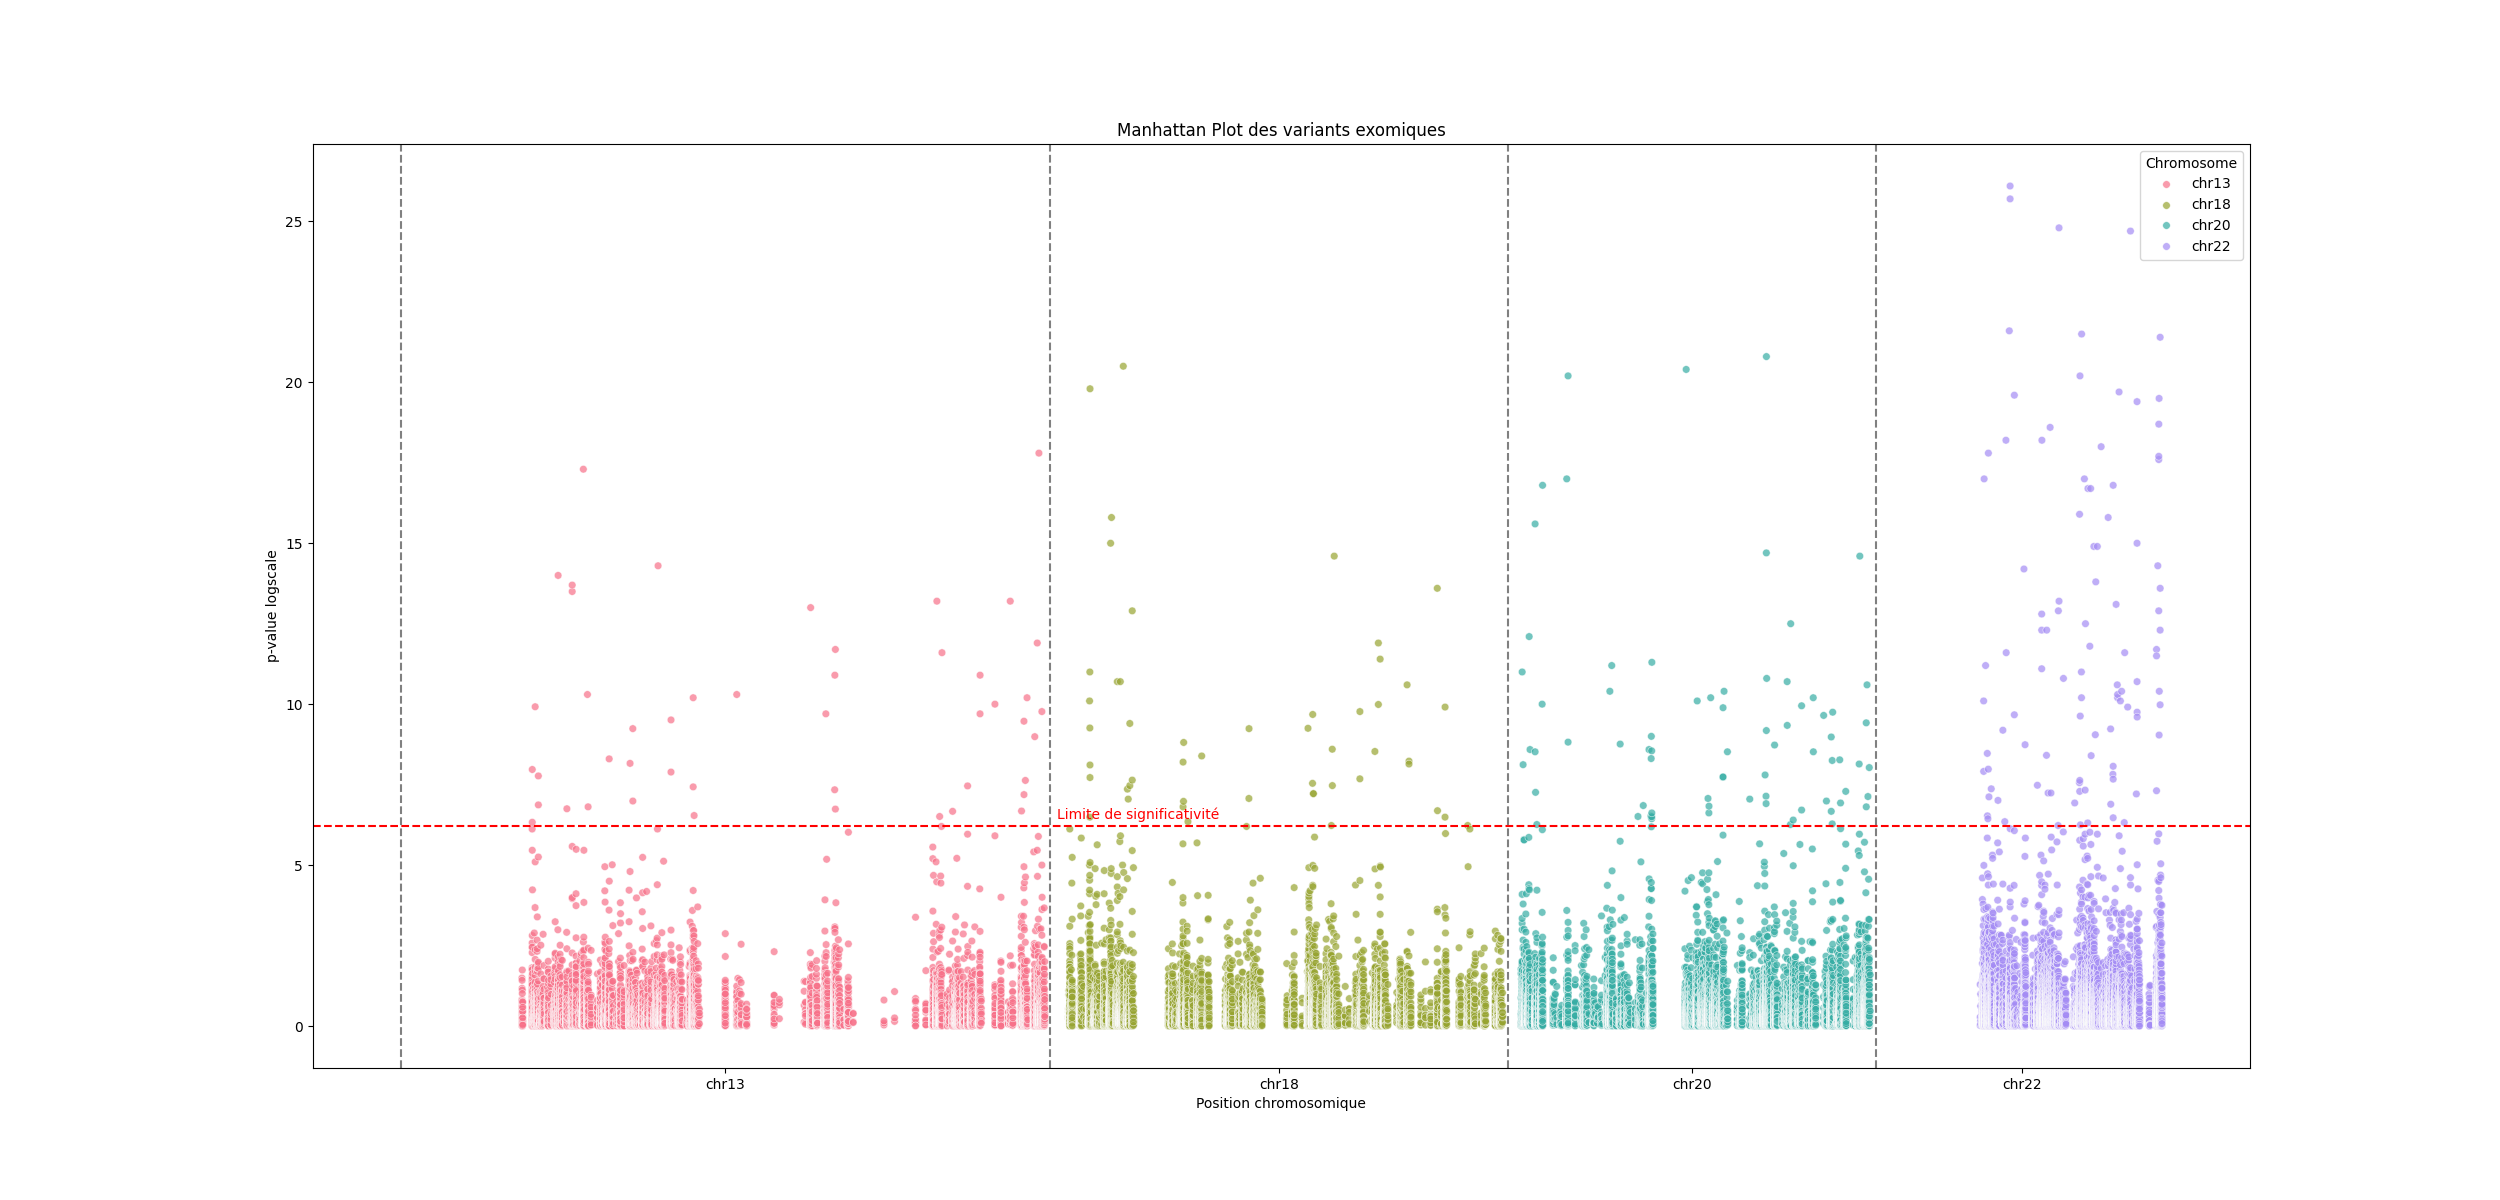 Manhattan Plot des variants exomiques
Chromosome
chr13
chr18
chr20
chr22
25
20
15
10
5
0
p-value logscale
Limite de significativité
chr13
chr18
chr20
chr22
Position chromosomique